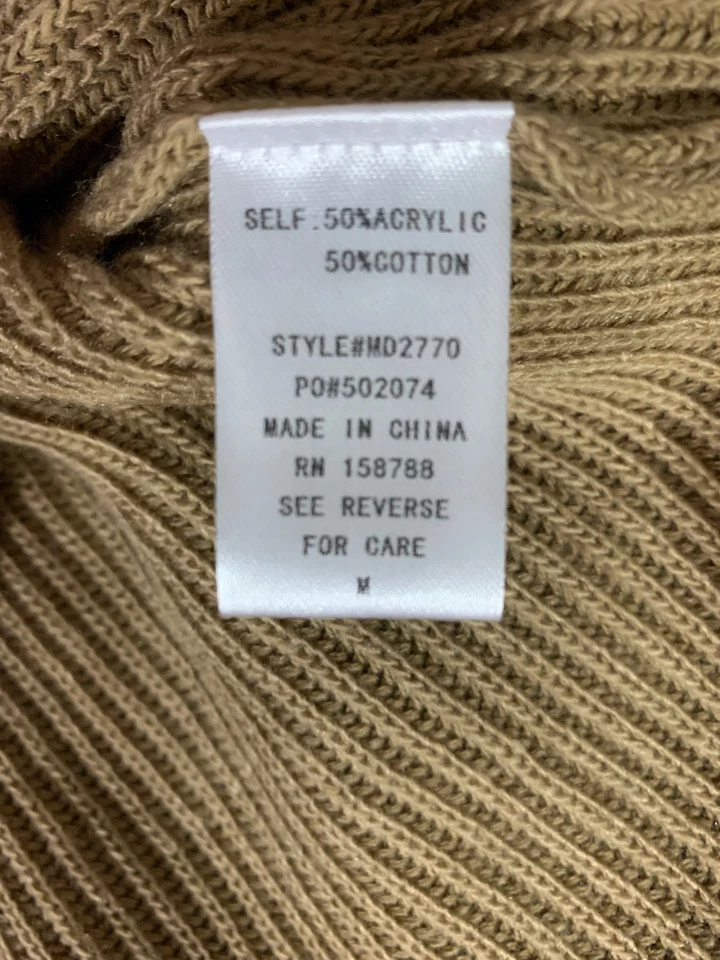 SELF:50%ACRYLIC
50%COTTON
STYLE#MD2770
PO#502074
MADE IN CHINA
RN 158788
SEE REVERSE
FOR CARE
M